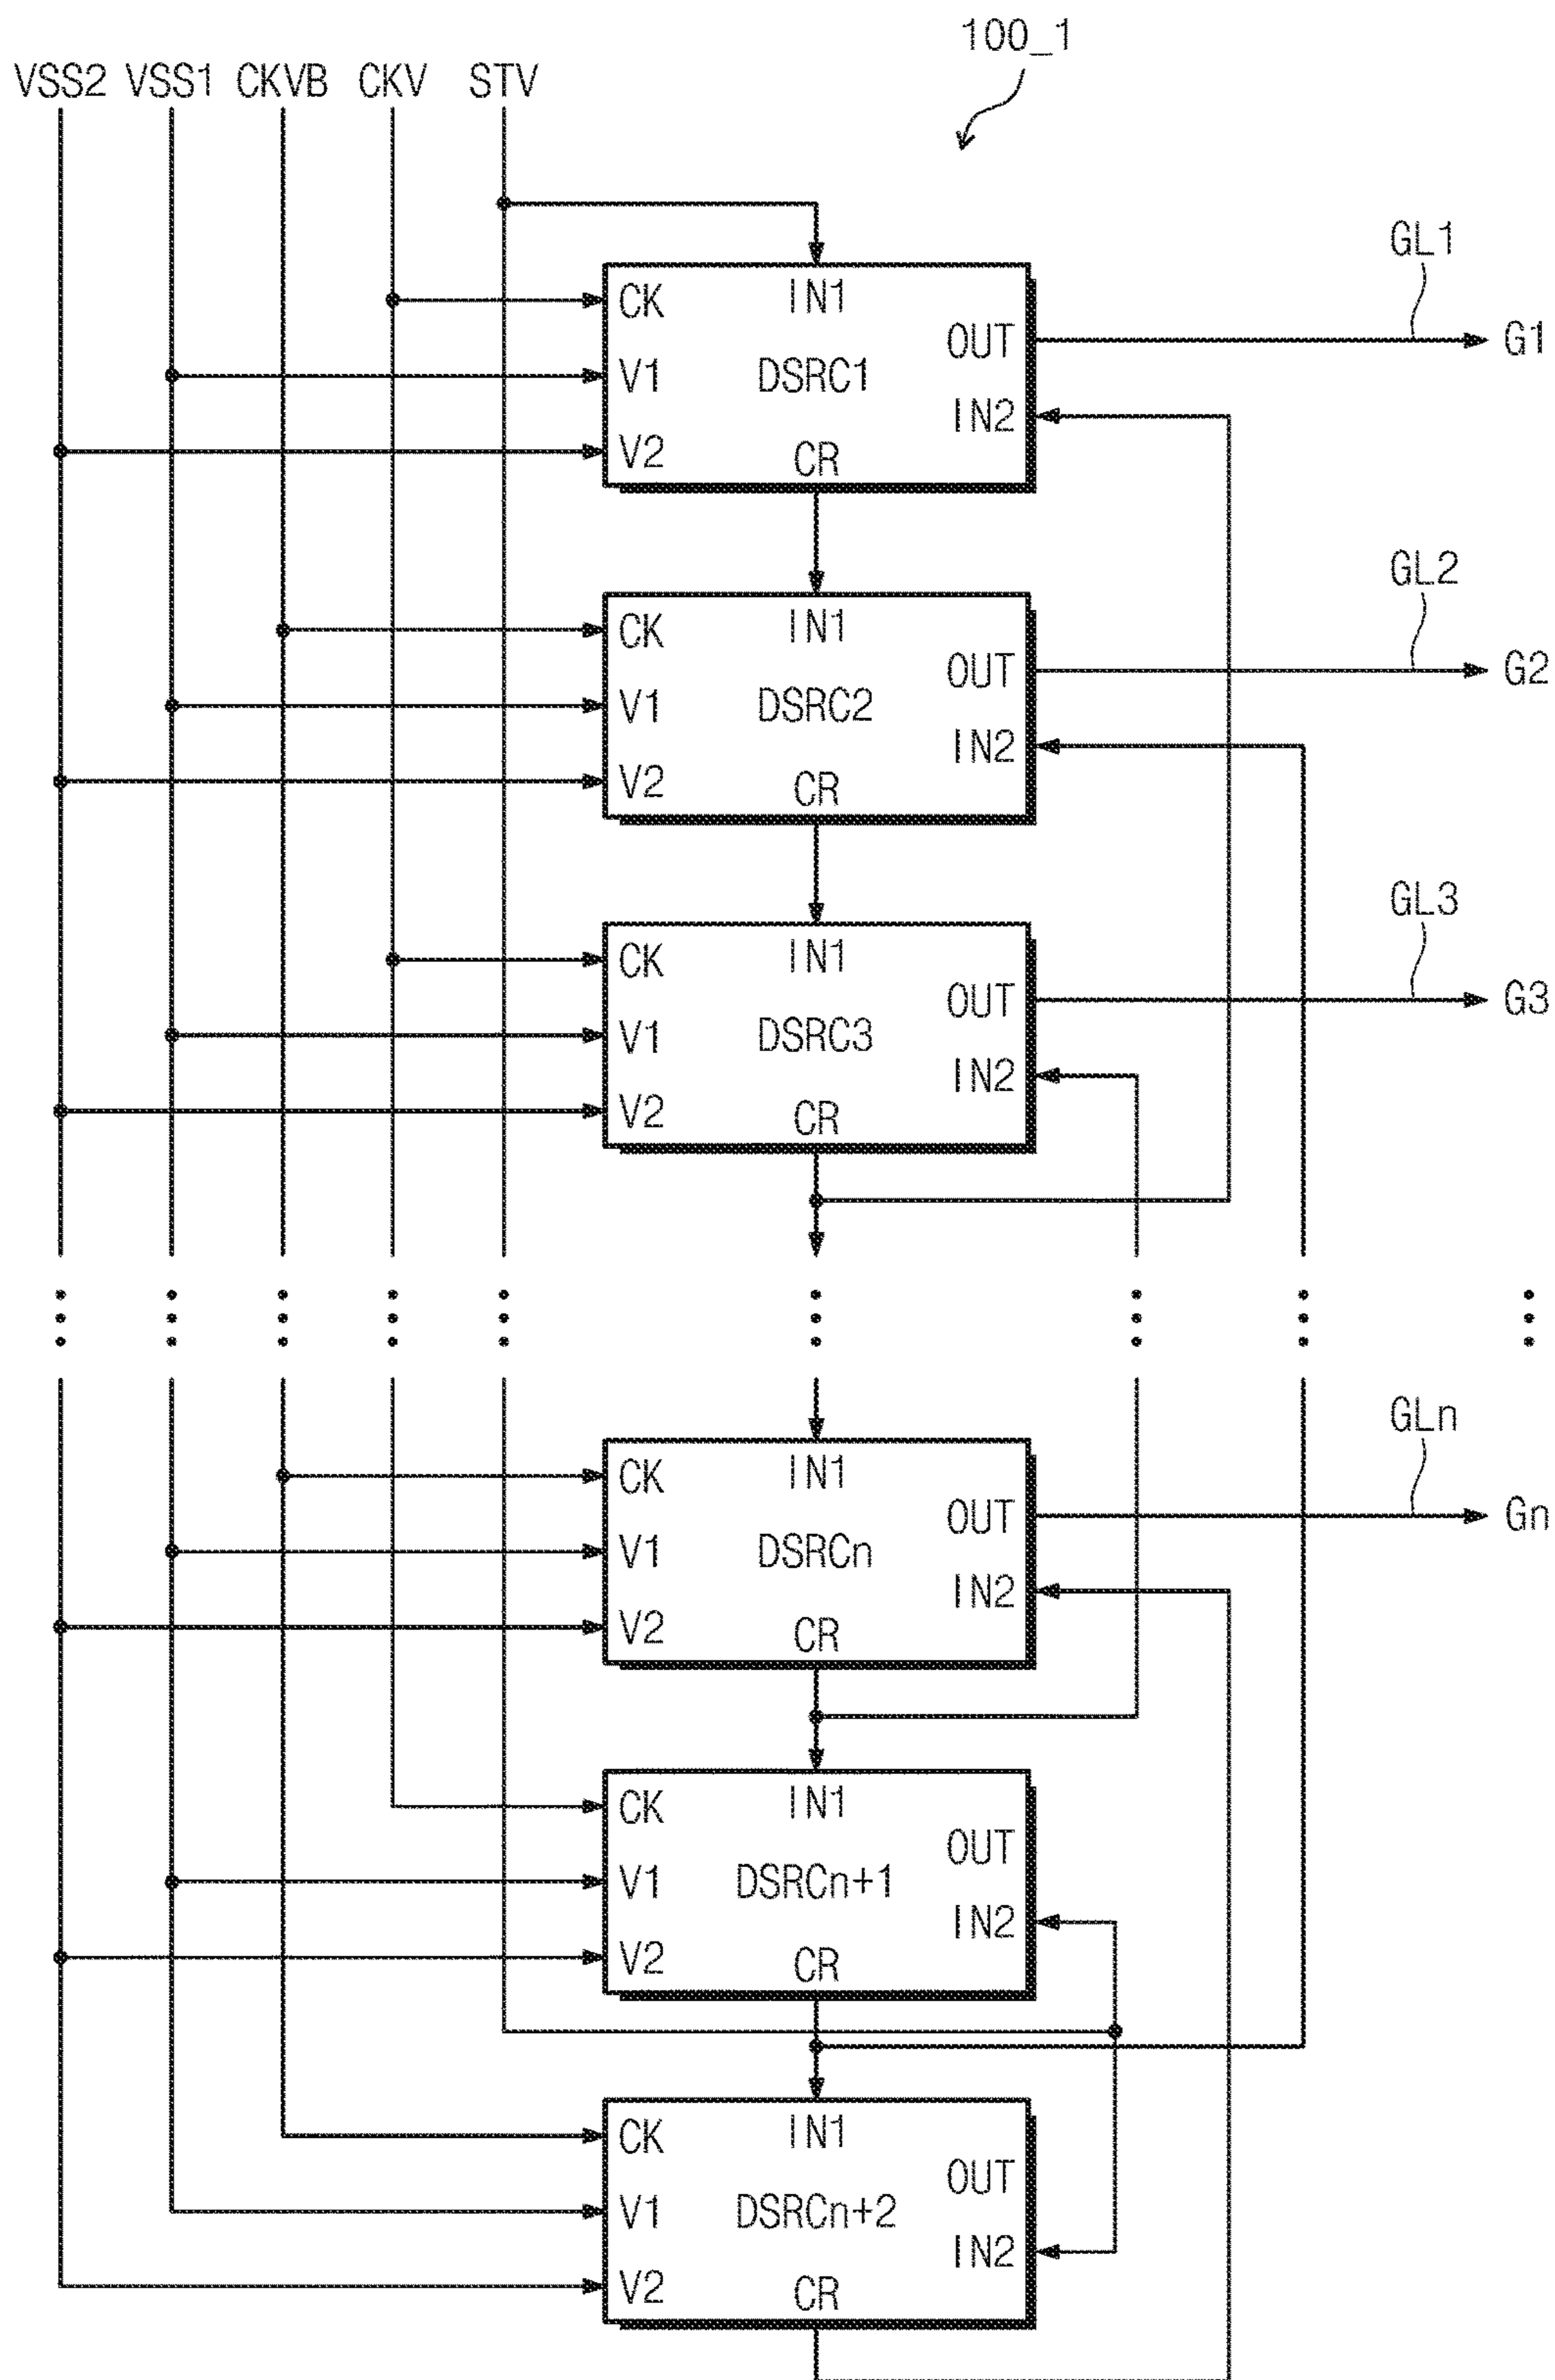 100_1
VSS2 VSS1 CKVB CKV STV
GL1
CK IN1
OUT G1
V1 DSRC1
IN2
V2 CR
GL2
CK IN1
OUT G2
V1 DSRC2
IN2
V2 CR
GL3
CK IN1
OUT G3
V1 DSRC3
IN2
V2 CR
GLn
CK IN1
OUT Gn
V1 DSRCn
IN2
V2 CR
CK IN1
OUT
V1 DSRCn+1
IN2
V2 CR
CK IN1
OUT
V1 DSRCn+2
IN2
V2 CR